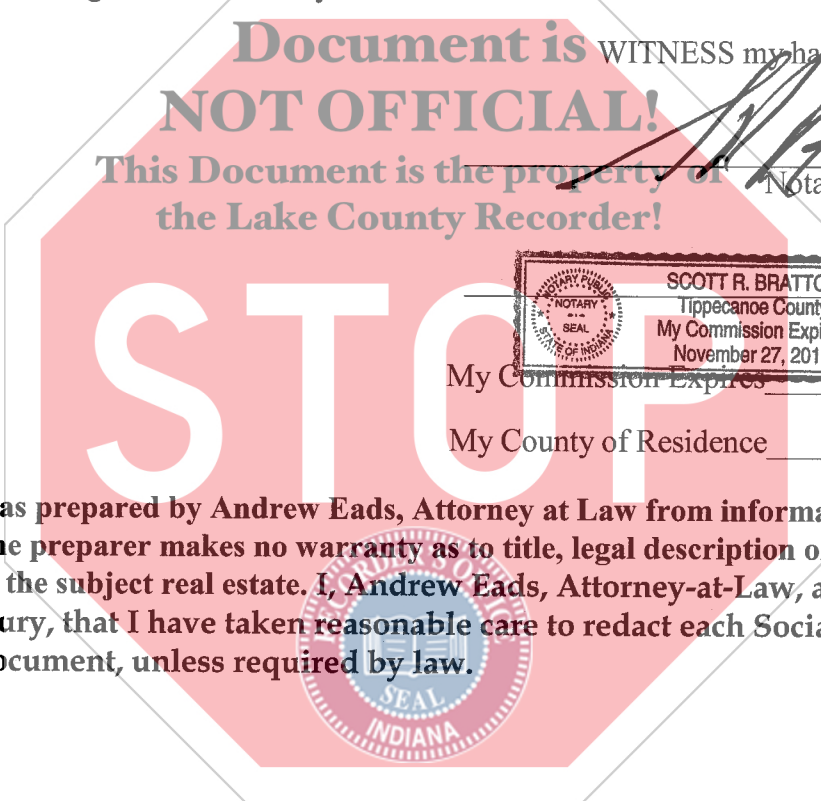 Document is
WITNESS my ha
NOT OFFICIAL!
This Document is the property of
Nota
the Lake County Recorder!
STOP
NOTARY PUBLIC
NOTARY
SEAL
STATE OF INDIANA
SCOTT R. BRATTO
Tippecanoe County
My Commission Expi
November 27, 201
My Commission Expires
My County of Residence
as prepared by Andrew Eads, Attorney at Law from informa
he preparer makes no warranty as to title, legal description o
the subject real estate. I, Andrew Eads, Attorney-at-Law, a
ury, that I have taken reasonable care to redact each Socia
ocument, unless required by law.
RECORDER'S OFFICE
SEAL
INDIANA